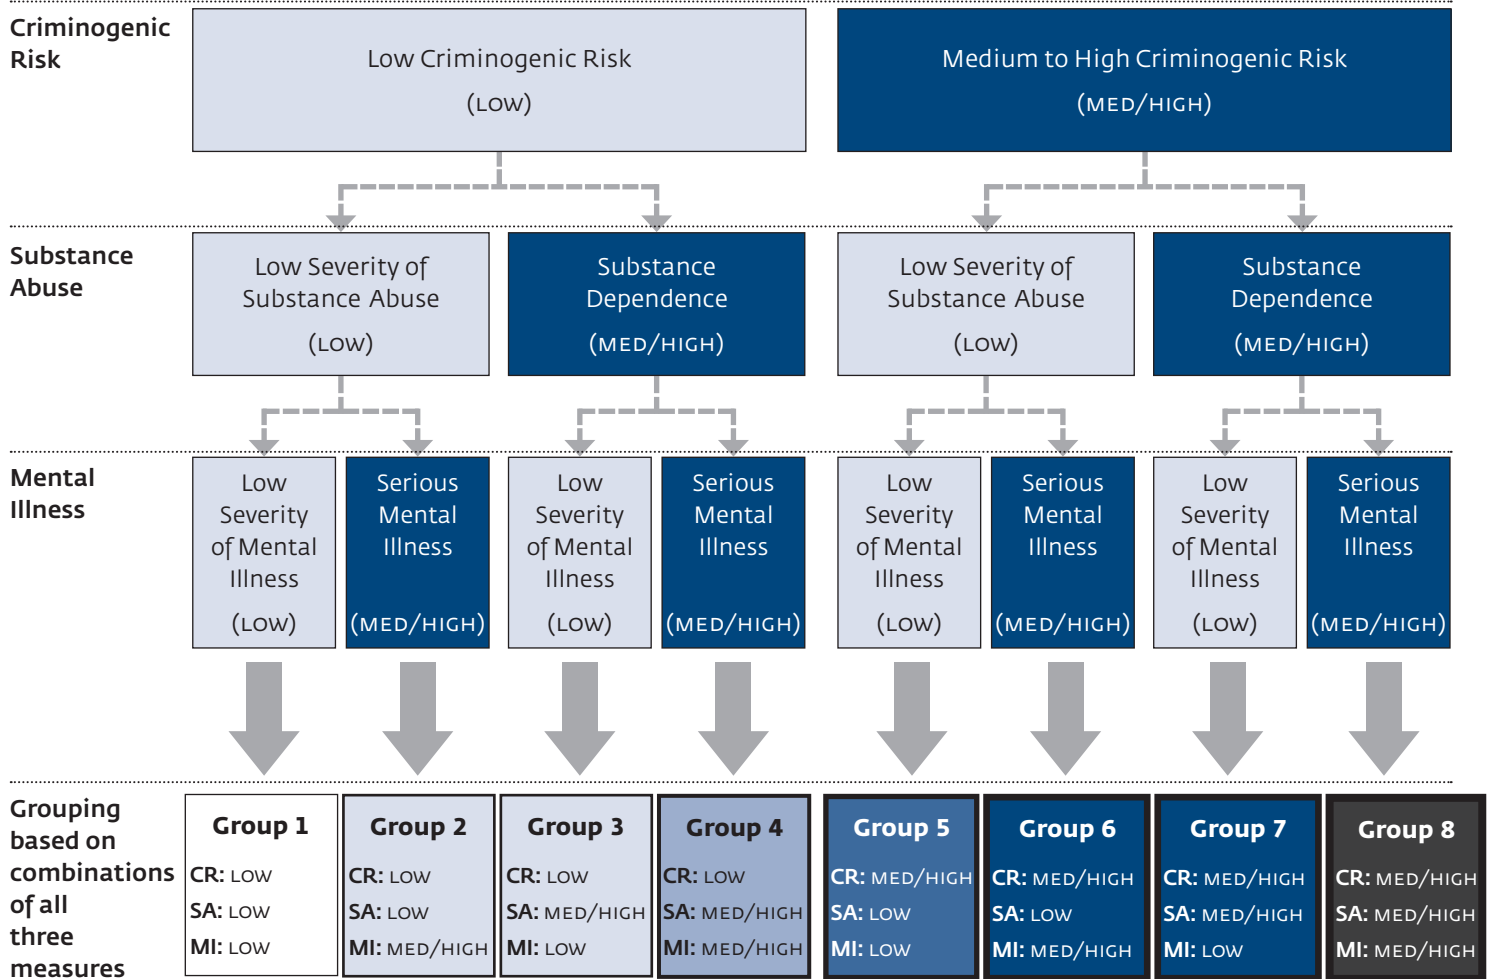 Criminogenic
Risk
Low Criminogenic Risk
(LOW)
Medium to High Criminogenic Risk
(MED/HIGH)
Substance
Abuse
Low Severity of
Substance Abuse
(LOW)
Substance
Dependence
(MED/HIGH)
Low Severity of
Substance Abuse
(LOW)
Substance
Dependence
(MED/HIGH)
Mental
Illness
Low
Severity
of Mental
Illness
(LOW)
Serious
Mental
Illness
(MED/HIGH)
Low
Severity
of Mental
Illness
(LOW)
Serious
Mental
Illness
(MED/HIGH)
Low
Severity
of Mental
Illness
(LOW)
Serious
Mental
Illness
(MED/HIGH)
Low
Severity
of Mental
Illness
(LOW)
Serious
Mental
Illness
(MED/HIGH)
Grouping
based on
combinations
of all
three
measures
Group 1
CR: LOW
SA: LOW
MI: LOW
Group 2
CR: LOW
SA: LOW
MI: MED/HIGH
Group 3
CR: LOW
SA: MED/HIGH
MI: LOW
Group 4
CR: LOW
SA: MED/HIGH
MI: MED/HIGH
Group 5
CR: MED/HIGH
SA: LOW
MI: LOW
Group 6
CR: MED/HIGH
SA: LOW
MI: MED/HIGH
Group 7
CR: MED/HIGH
SA: MED/HIGH
MI: LOW
Group 8
CR: MED/HIGH
SA: MED/HIGH
MI: MED/HIGH